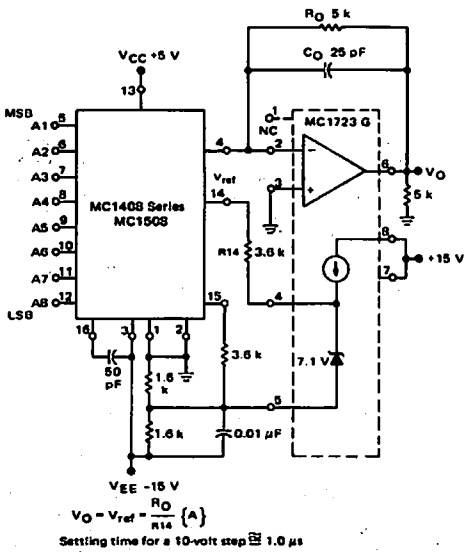 RO 5 k
CO 25 pF
VCC +5 V
13
MSB
A1 5
A2 6
A3 7
A4 8
A5 9
A6 10
A7 11
A8 12
LSB
MC1408 Series
MC1508
4
Vref
14
15
16
3
1
2
1
NC
2
3
MC1723 G
6
VO
5 k
8
7
+15 V
R14
3.6 k
4
7.1 V
5
3.6 k
50
pF
1.6
k
1.6 k
0.01 µF
VEE -15 V
VO = Vref = RO/R14 {A}
Settling time for a 10-volt step ≅ 1.0 µs